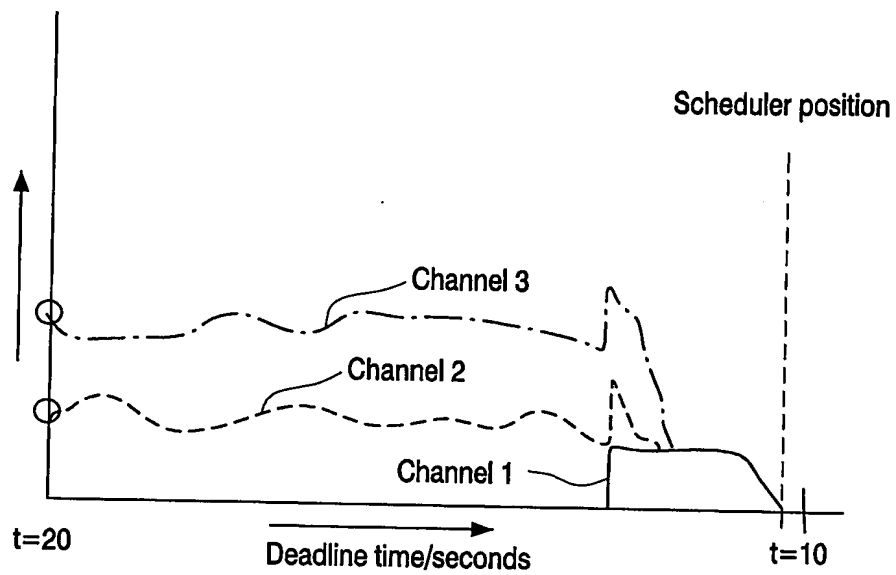 Scheduler position
Channel 3
Channel 2
Channel 1
t=20
Deadline time/seconds
t=10